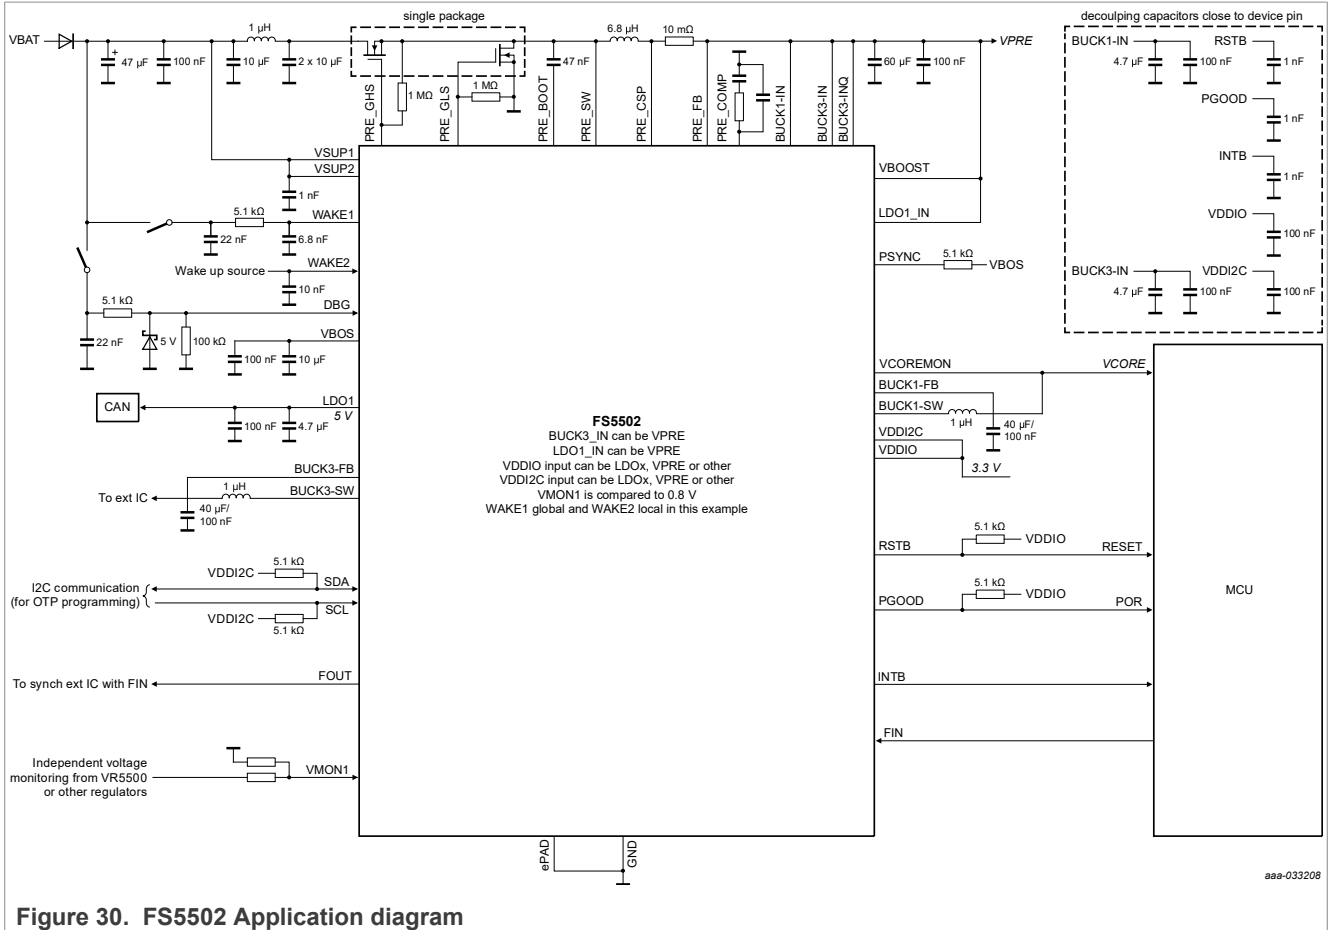 single package
decoulping capacitors close to device pin
VBAT
1 µH
6.8 µH
10 mΩ
VPRE
+
47 µF
100 nF
10 µF
2 x 10 µF
47 nF
60 µF
100 nF
1 MΩ
1 MΩ
PRE_GHS
PRE_GLS
PRE_BOOT
PRE_SW
PRE_CSP
PRE_FB
PRE_COMP
BUCK1-IN
BUCK3-IN
BUCK3-INQ
BUCK1-IN
4.7 µF
100 nF
RSTB
1 nF
PGOOD
1 nF
INTB
1 nF
VDDIO
100 nF
BUCK3-IN
4.7 µF
100 nF
VDDI2C
100 nF
VSUP1
VSUP2
1 nF
5.1 kΩ
WAKE1
22 nF
6.8 nF
Wake up source
WAKE2
10 nF
5.1 kΩ
DBG
22 nF
5 V
100 kΩ
VBOS
100 nF
10 µF
CAN
LDO1
5 V
100 nF
4.7 µF
BUCK3-FB
1 µH
BUCK3-SW
To ext IC
40 µF/
100 nF
I2C communication
(for OTP programming)
VDDI2C
5.1 kΩ
SDA
SCL
VDDI2C
5.1 kΩ
FOUT
To synch ext IC with FIN
Independent voltage
monitoring from VR5500
or other regulators
VMON1
FS5502
BUCK3_IN can be VPRE
LDO1_IN can be VPRE
VDDIO input can be LDOx, VPRE or other
VDDI2C input can be LDOx, VPRE or other
VMON1 is compared to 0.8 V
WAKE1 global and WAKE2 local in this example
VBOOST
LDO1_IN
PSYNC
5.1 kΩ
VBOS
VCOREMON
VCORE
BUCK1-FB
BUCK1-SW
1 µH
40 µF/
100 nF
VDDI2C
VDDIO
3.3 V
5.1 kΩ
VDDIO
RSTB
RESET
5.1 kΩ
VDDIO
PGOOD
POR
MCU
INTB
FIN
ePAD
GND
aaa-033208
Figure 30. FS5502 Application diagram